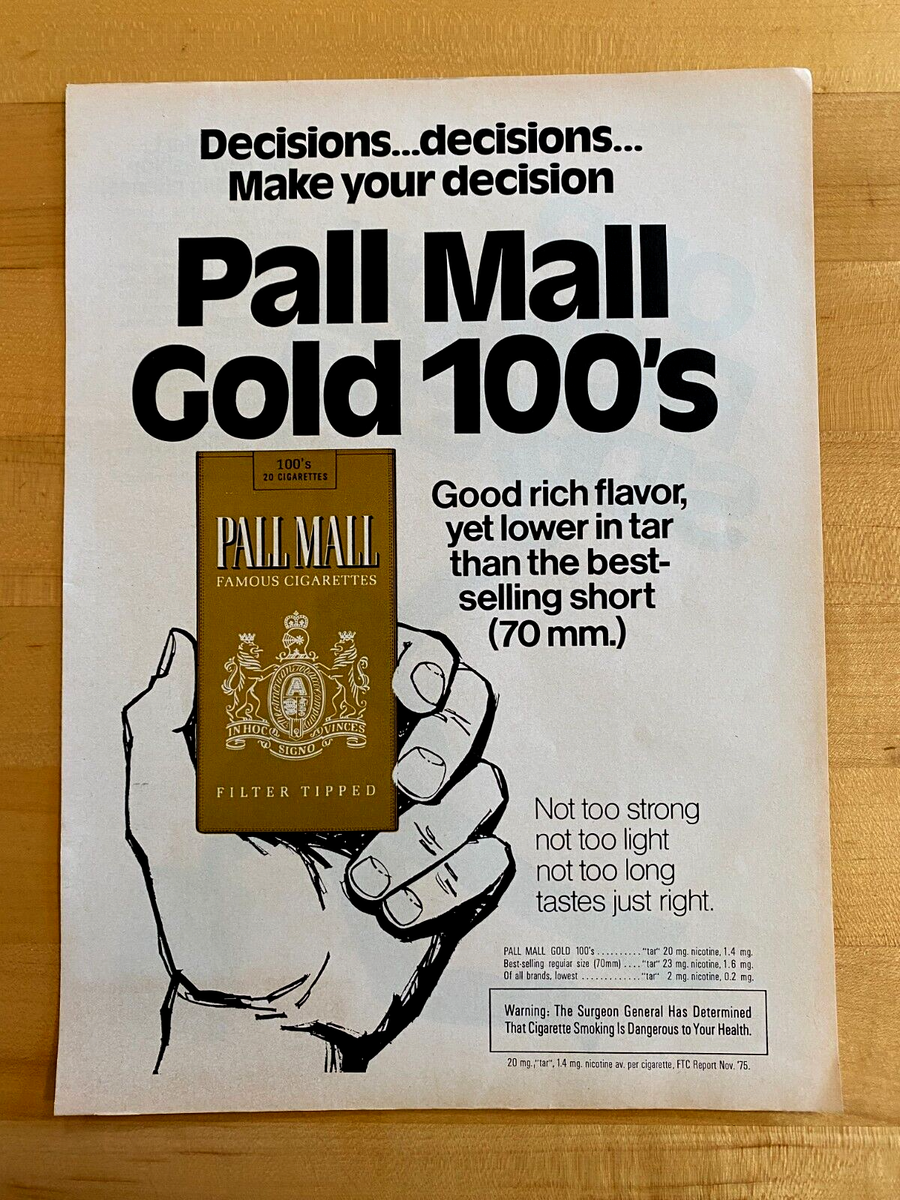 Decisions...decisions...
Make your decision
Pall Mall
Gold 100's
100's
20 CIGARETTES
PALL MALL
FAMOUS CIGARETTES
IN HOC SIGNO VINCES
FILTER TIPPED
Good rich flavor,
yet lower in tar
than the best-
selling short
(70 mm.)
Not too strong
not too light
not too long
tastes just right.
PALL MALL GOLD 100's .......... "tar" 20 mg. nicotine, 1.4 mg.
Best-selling regular size (70mm) .... "tar" 23 mg. nicotine, 1.6 mg.
Of all brands, lowest ............. "tar" 2 mg. nicotine, 0.2 mg.
Warning: The Surgeon General Has Determined
That Cigarette Smoking Is Dangerous to Your Health.
20 mg., "tar", 1.4 mg. nicotine av. per cigarette, FTC Report Nov. '75.